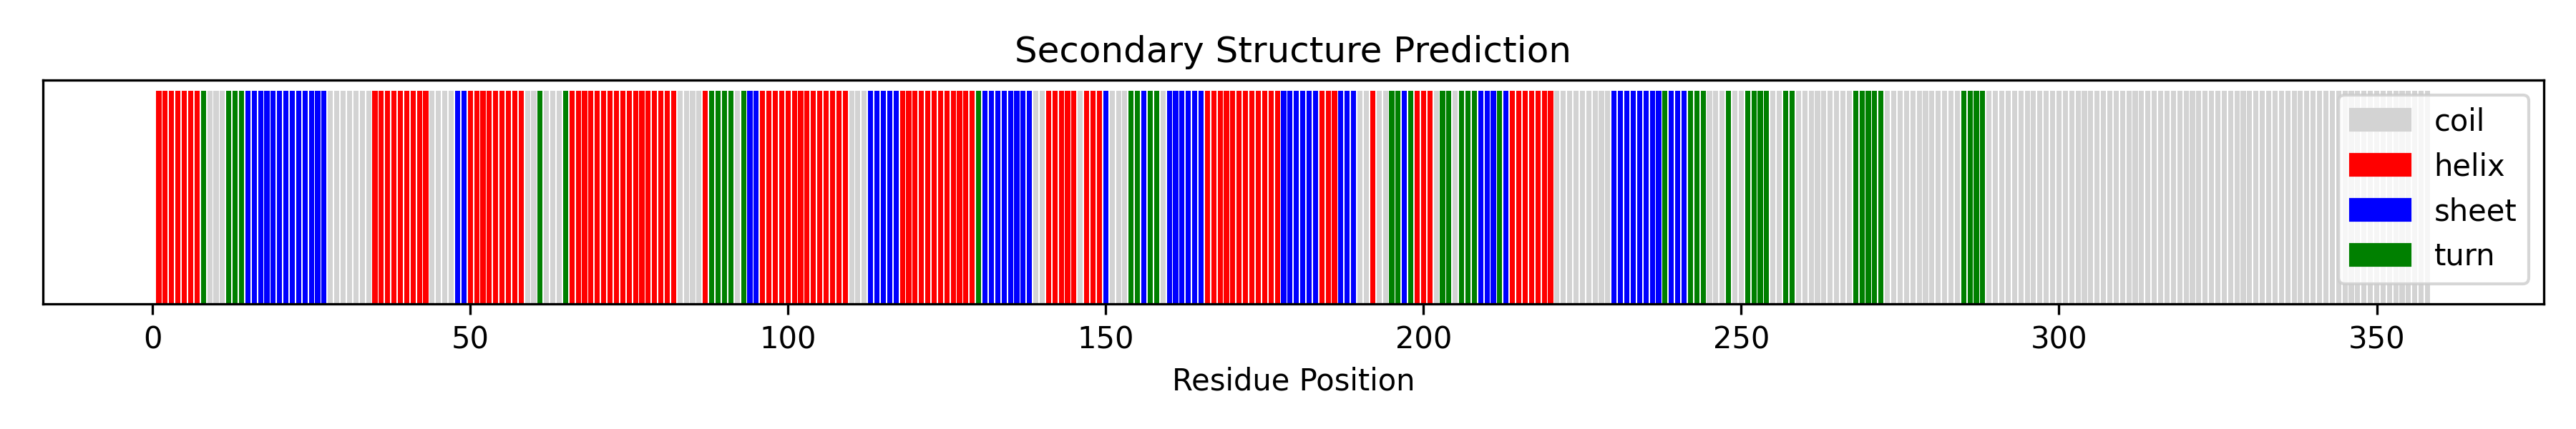 Secondary Structure Prediction
coil
helix
sheet
turn
0 50 100 150 200 250 300 350
Residue Position